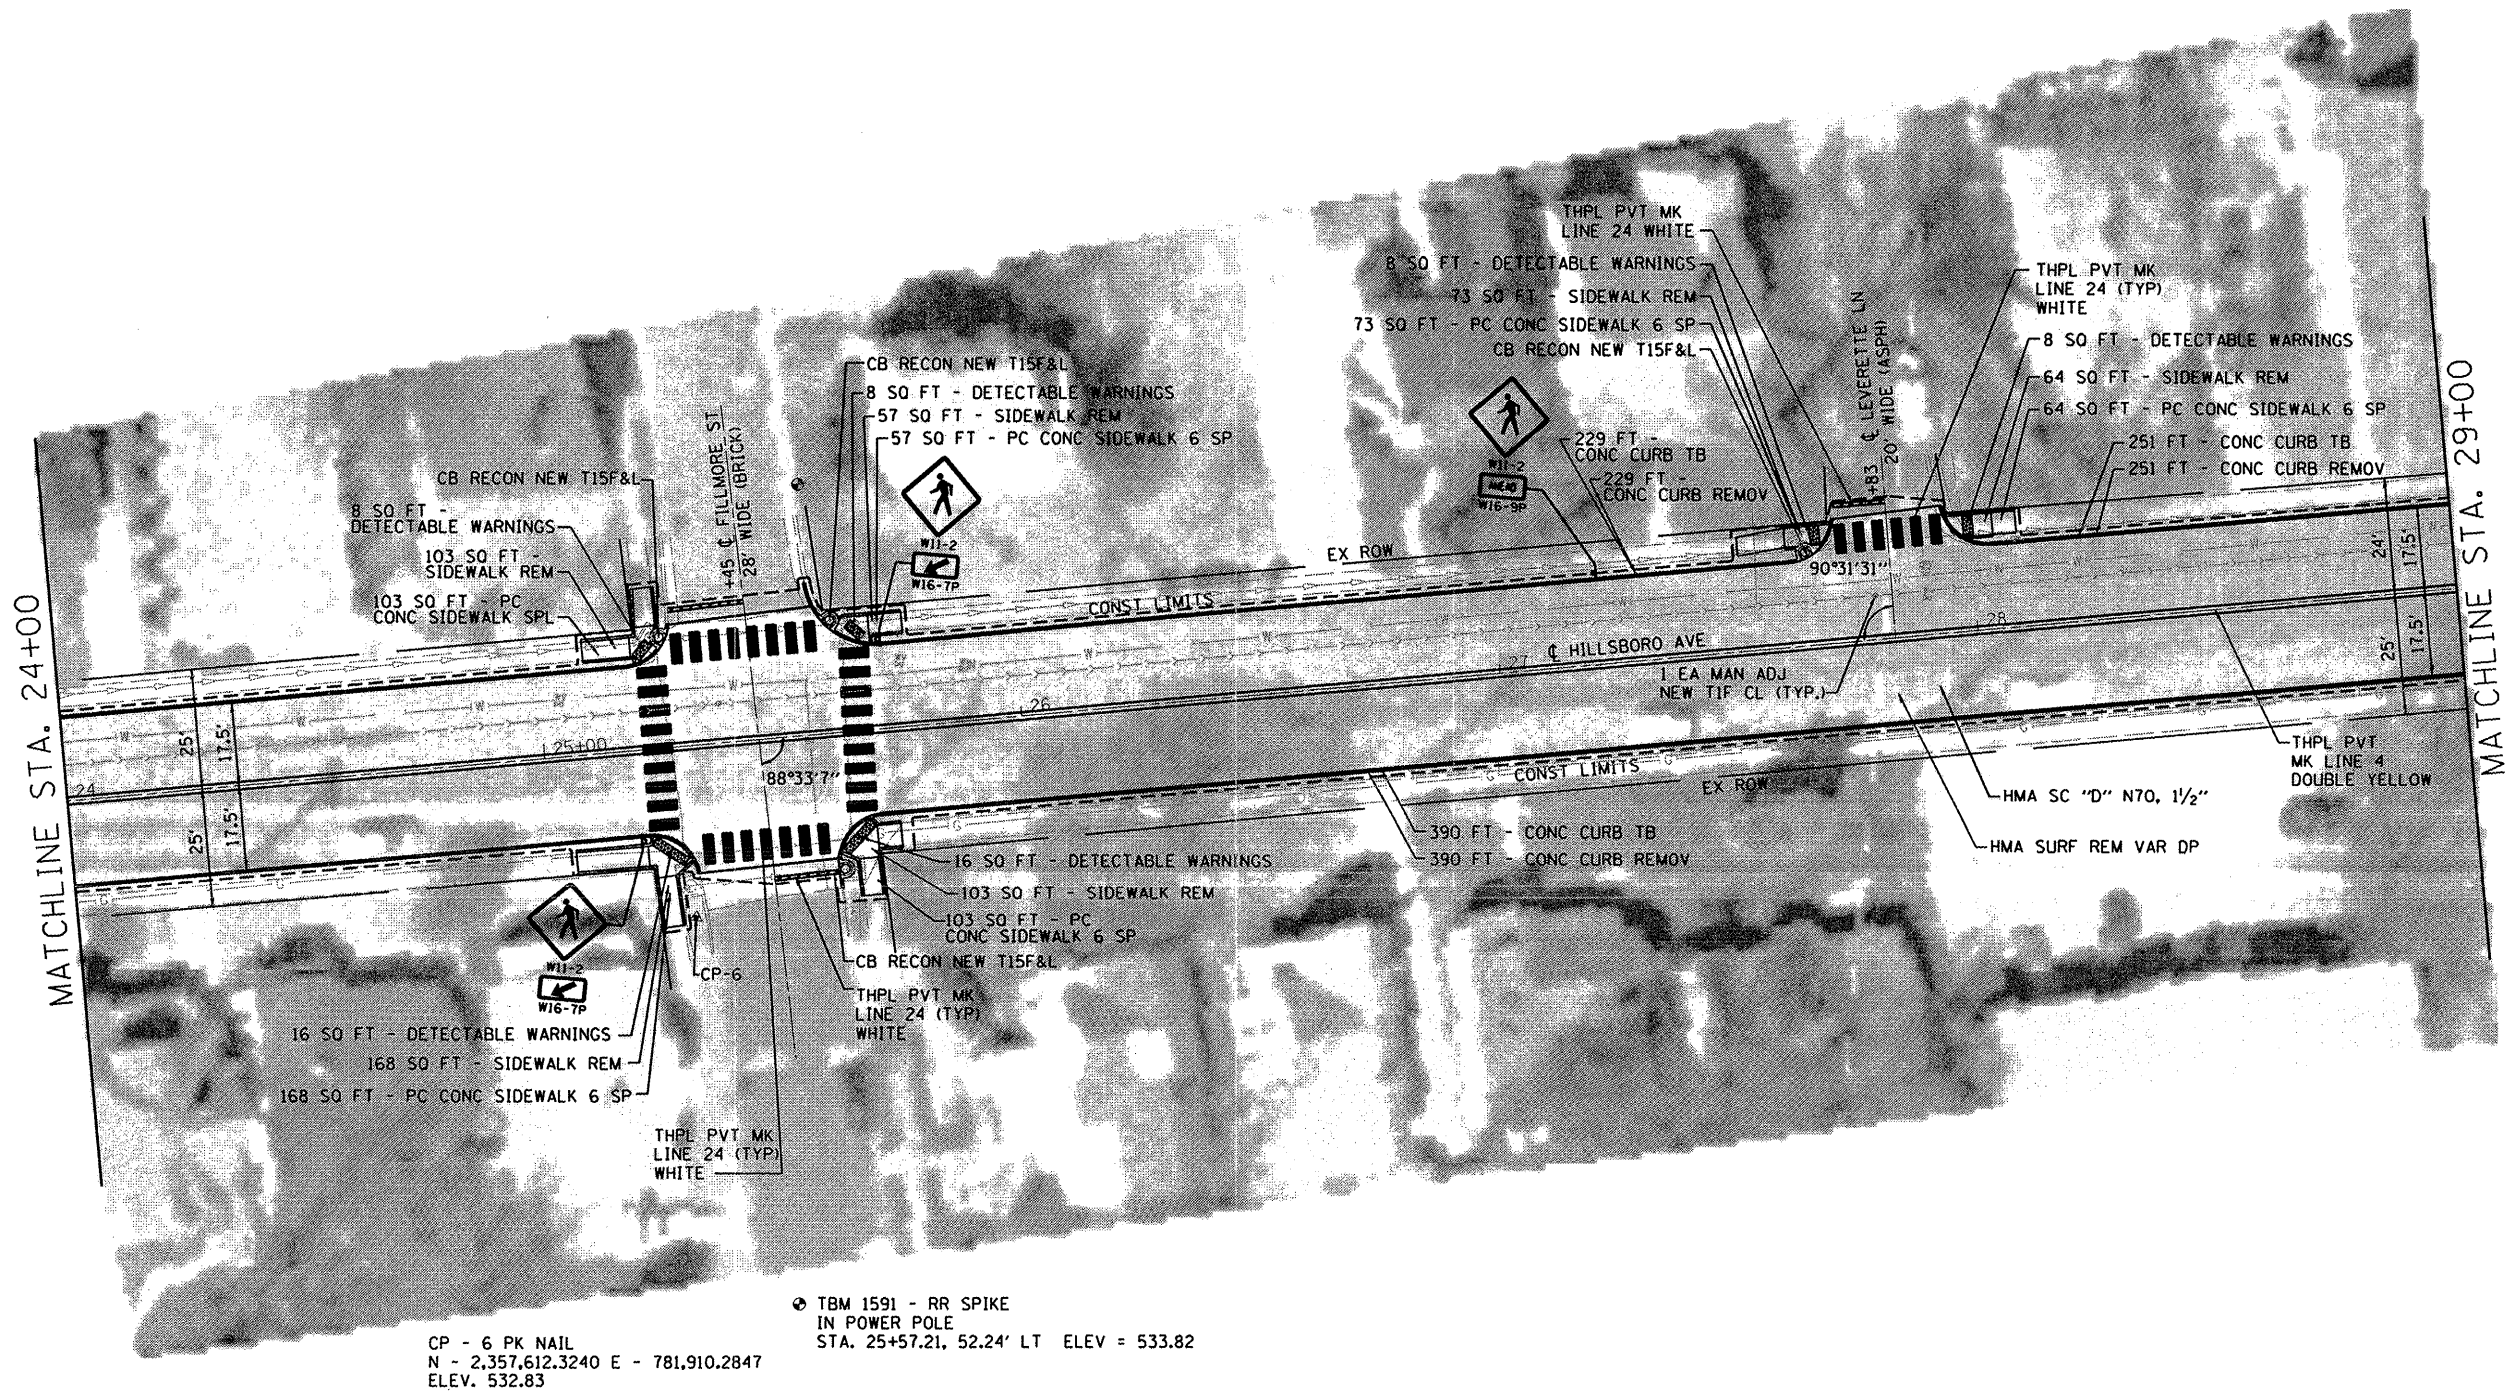 THPL PVT MK
LINE 24 WHITE
8 SQ FT - DETECTABLE WARNINGS
73 SQ FT - SIDEWALK REM
73 SQ FT - PC CONC SIDEWALK 6 SP
CB RECON NEW T15F&L
+83 ℄ LEVERETTE LN
20' WIDE (ASPH)
THPL PVT MK
LINE 24 (TYP)
WHITE
8 SQ FT - DETECTABLE WARNINGS
64 SQ FT - SIDEWALK REM
64 SQ FT - PC CONC SIDEWALK 6 SP
251 FT - CONC CURB TB
251 FT - CONC CURB REMOV
MATCHLINE STA. 29+00
CB RECON NEW T15F&L
8 SQ FT - DETECTABLE WARNINGS
57 SQ FT - SIDEWALK REM
57 SQ FT - PC CONC SIDEWALK 6 SP
W11-2
W16-7P
W11-2
AHEAD
W16-9P
229 FT -
CONC CURB TB
229 FT -
CONC CURB REMOV
+45 ℄ FILLMORE ST
28' WIDE (BRICK)
CB RECON NEW T15F&L
8 SQ FT -
DETECTABLE WARNINGS
103 SQ FT -
SIDEWALK REM
103 SQ FT - PC
CONC SIDEWALK SPL
MATCHLINE STA. 24+00
EX ROW
CONST LIMITS
90°31'31"
℄ HILLSBORO AVE
1 EA MAN ADJ
NEW T1F CL (TYP.)
24'
17.5'
25'
17.5'
25'
17.5'
25'
17.5'
24
25+00
26
27
28
88°33'7"
CONST LIMITS
EX ROW
THPL PVT
MK LINE 4
DOUBLE YELLOW
HMA SC "D" N70, 1½"
HMA SURF REM VAR DP
390 FT - CONC CURB TB
390 FT - CONC CURB REMOV
16 SQ FT - DETECTABLE WARNINGS
103 SQ FT - SIDEWALK REM
103 SQ FT - PC
CONC SIDEWALK 6 SP
CB RECON NEW T15F&L
THPL PVT MK
LINE 24 (TYP)
WHITE
CP-6
W11-2
W16-7P
16 SQ FT - DETECTABLE WARNINGS
168 SQ FT - SIDEWALK REM
168 SQ FT - PC CONC SIDEWALK 6 SP
THPL PVT MK
LINE 24 (TYP)
WHITE
TBM 1591 - RR SPIKE
IN POWER POLE
STA. 25+57.21, 52.24' LT ELEV = 533.82
CP - 6 PK NAIL
N - 2,357,612.3240 E - 781,910.2847
ELEV. 532.83